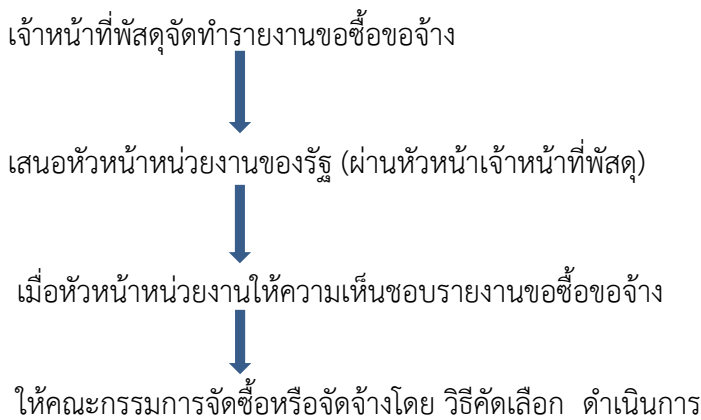 เจ้าหน้าที่พัสดุจัดทำรายงานขอซื้อขอจ้าง
เสนอหัวหน้าหน่วยงานของรัฐ (ผ่านหัวหน้าเจ้าหน้าที่พัสดุ)
เมื่อหัวหน้าหน่วยงานให้ความเห็นชอบรายงานขอซื้อขอจ้าง
ให้คณะกรรมการจัดซื้อหรือจัดจ้างโดย วิธีคัดเลือก ดำเนินการ